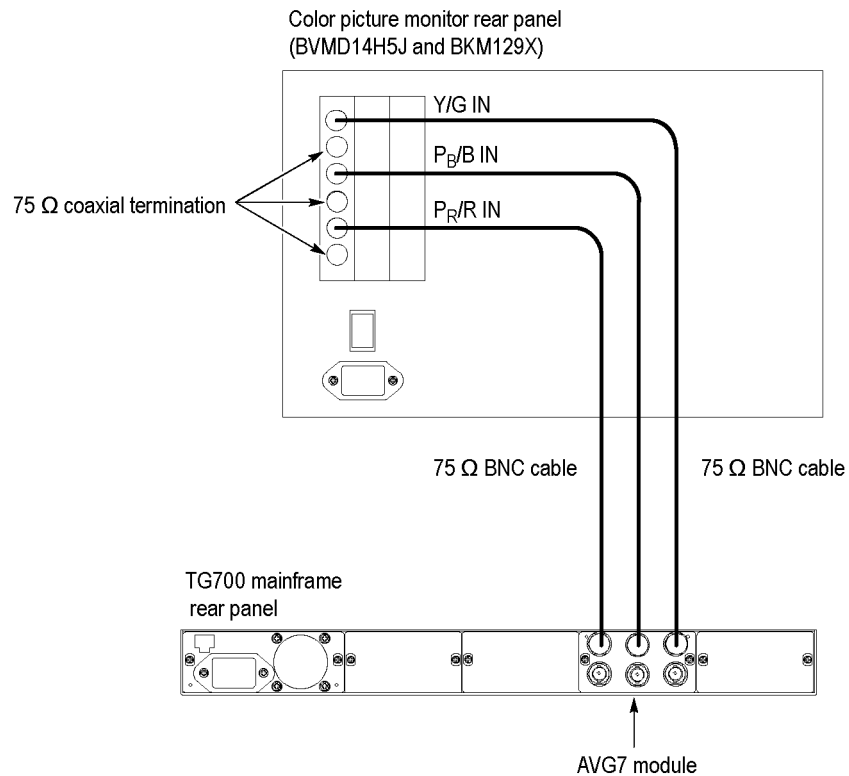 Color picture monitor rear panel
(BVMD14H5J and BKM129X)
Y/G IN
PB/B IN
75 Ω coaxial termination
PR/R IN
75 Ω BNC cable
75 Ω BNC cable
TG700 mainframe
rear panel
AVG7 module